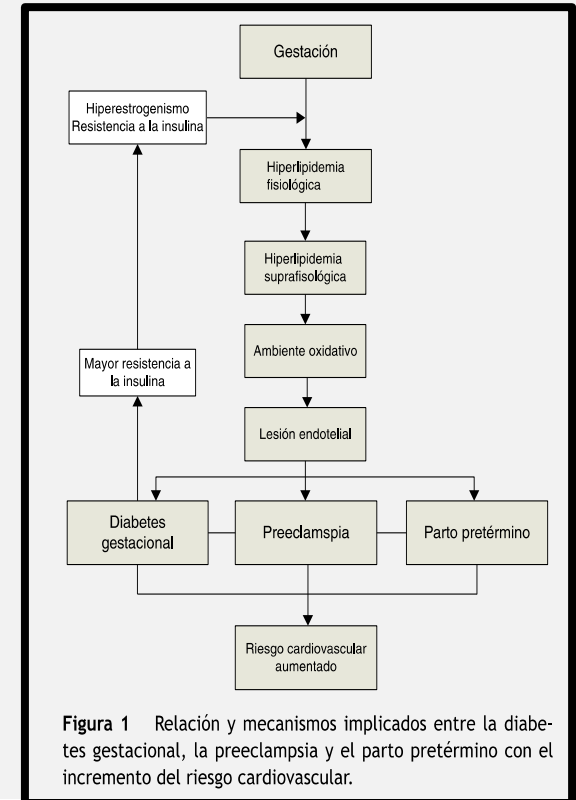 Gestación
Hiperestrogenismo
Resistencia a la insulina
Hiperlipidemia
fisiológica
Hiperlipidemia
suprafisológica
Ambiente oxidativo
Mayor resistencia a
la insulina
Lesión endotelial
Diabetes
gestacional
Preeclamspia
Parto pretérmino
Riesgo cardiovascular
aumentado
Figura 1 Relación y mecanismos implicados entre la diabe-
tes gestacional, la preeclampsia y el parto pretérmino con el
incremento del riesgo cardiovascular.